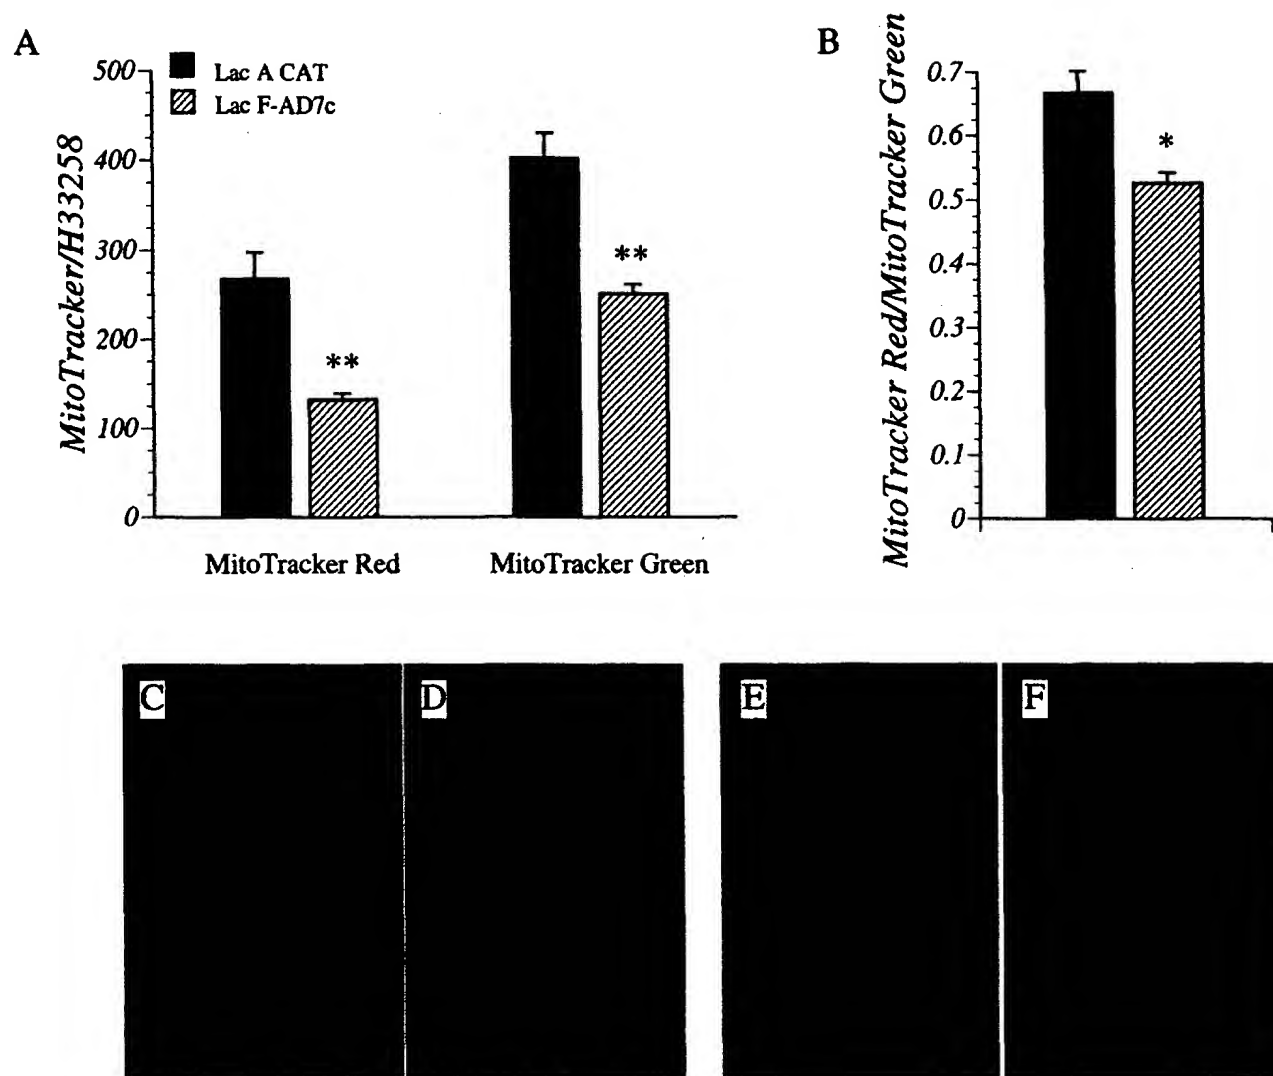 A
Lac A CAT
Lac F-AD7c
MitoTracker/H33258
500
400
300
200
100
0
**
**
MitoTracker Red
MitoTracker Green
B
MitoTracker Red/MitoTracker Green
0.7
0.6
0.5
0.4
0.3
0.2
0.1
0
*
C
D
E
F